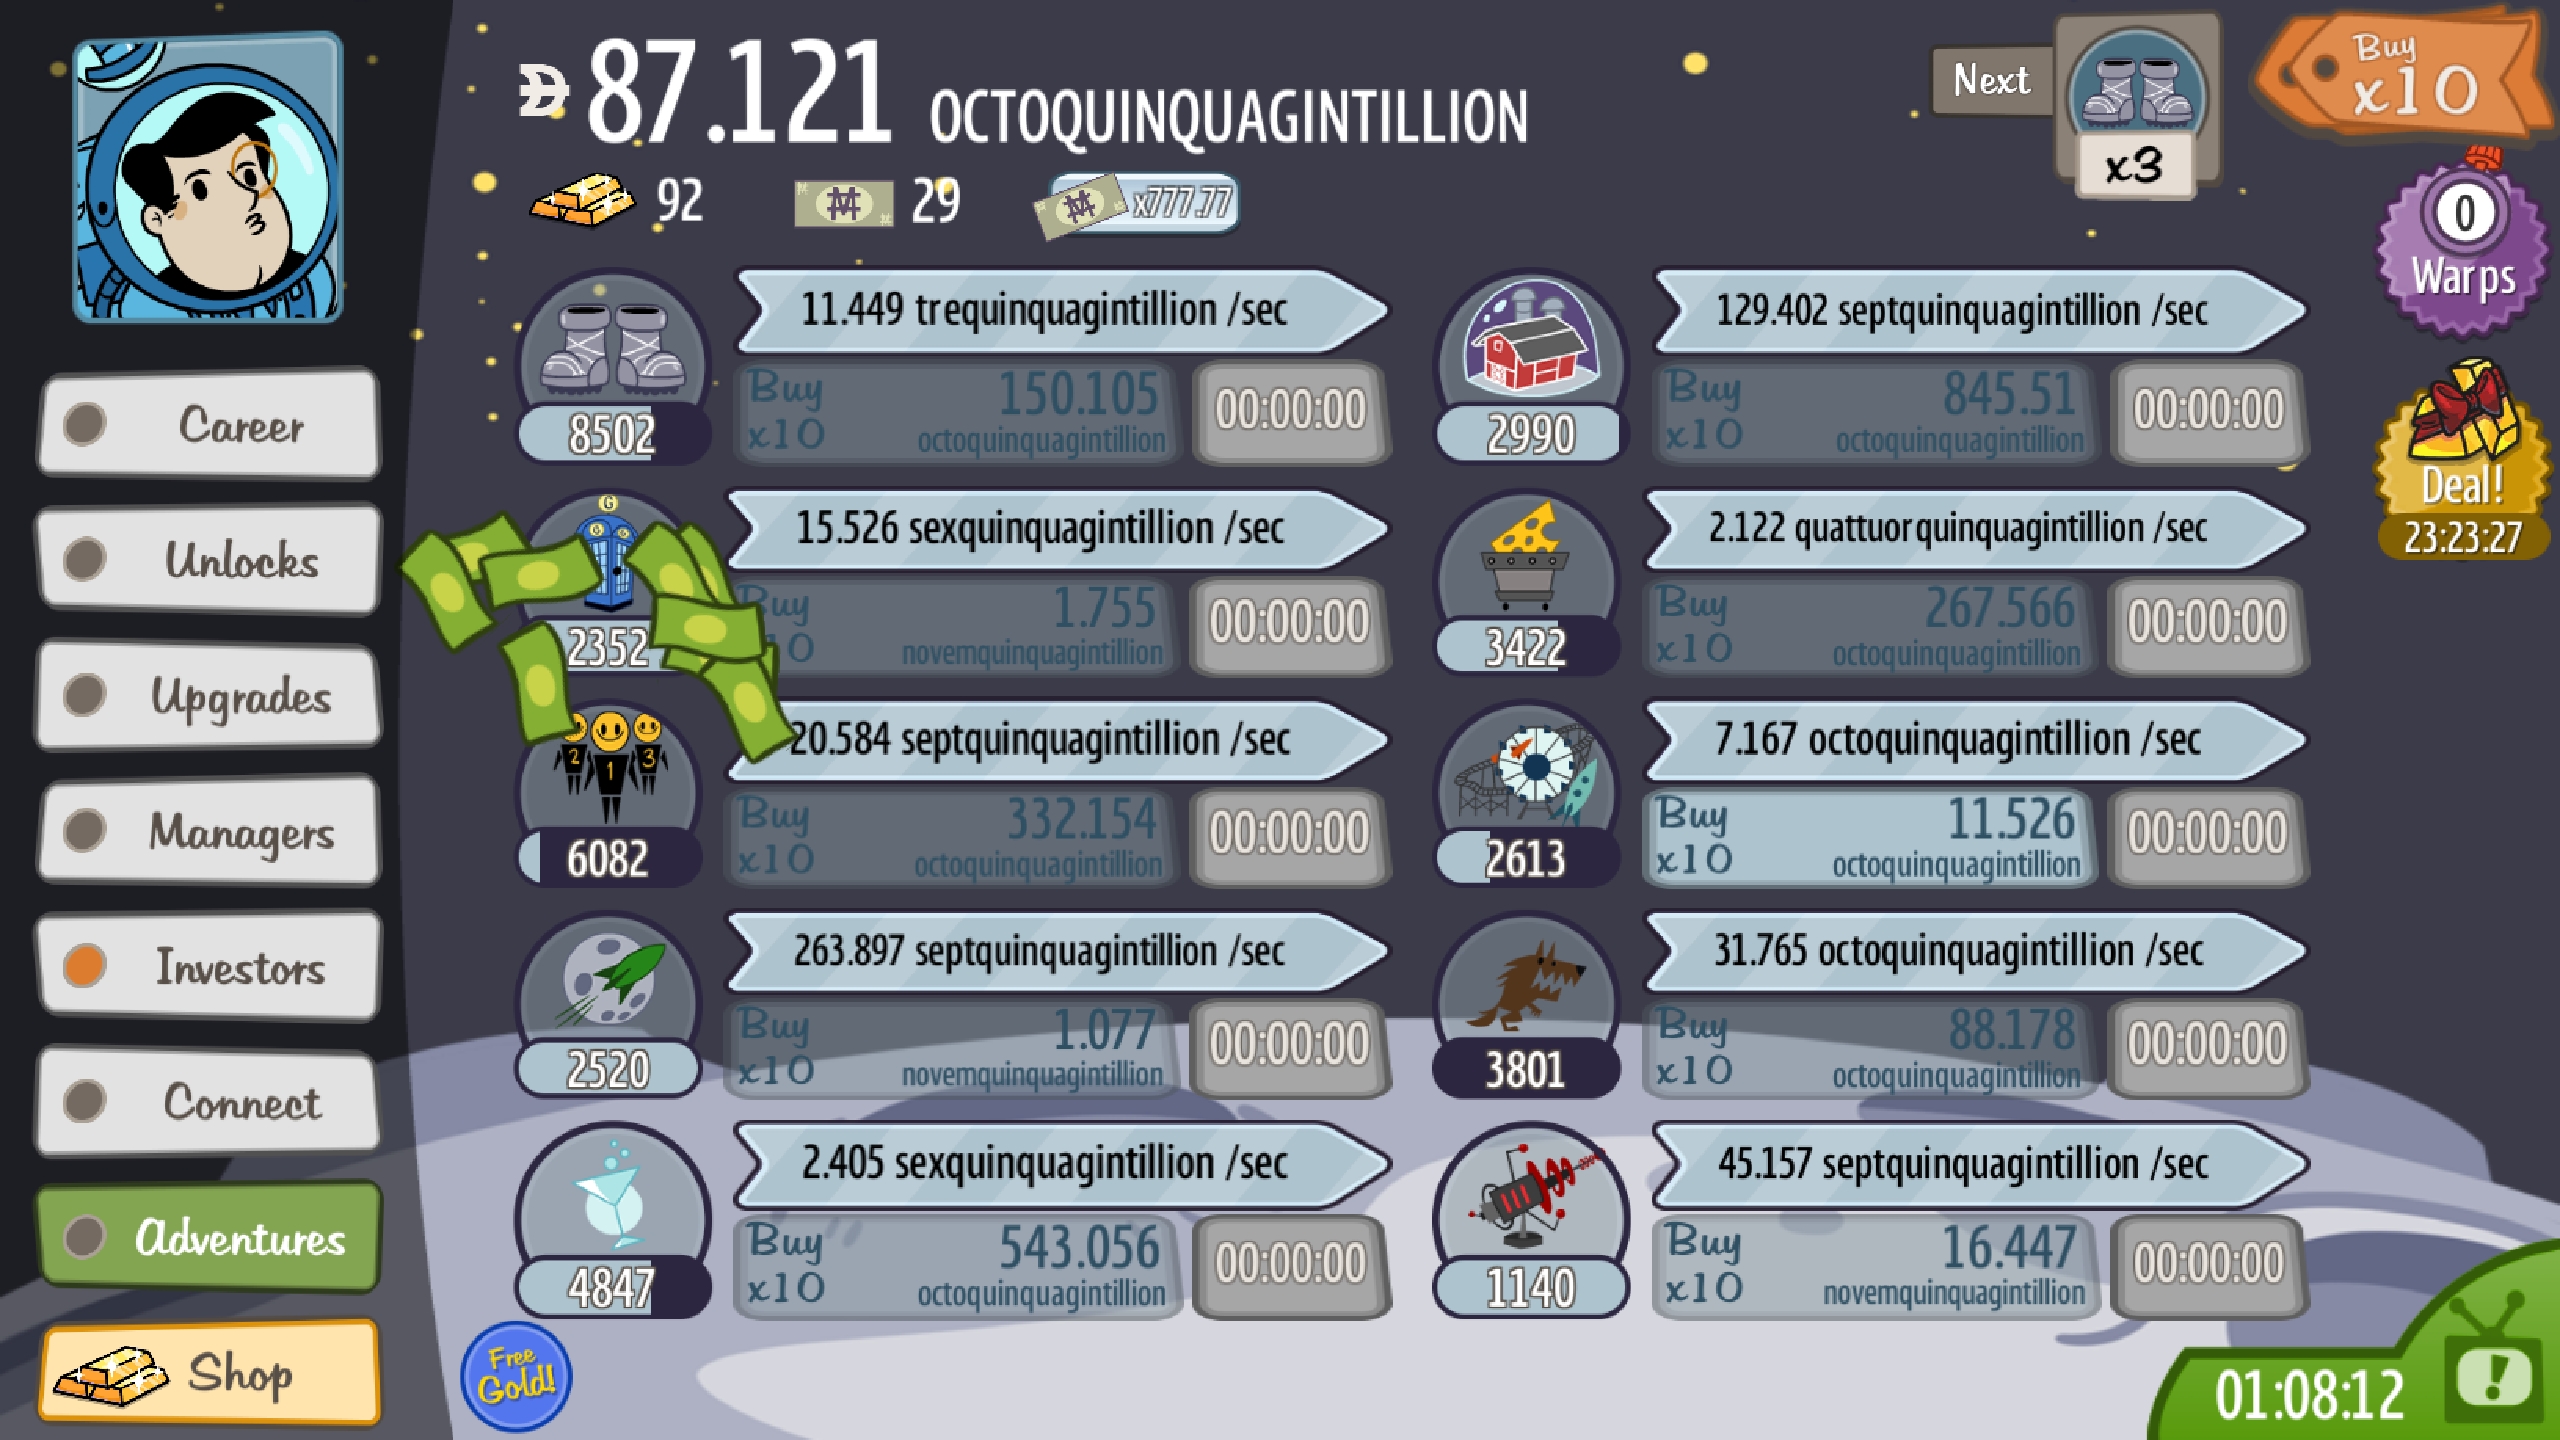 87.121 OCTOQUINQUAGINTILLION
92
29
x777.77
Next
x3
Buy
x10
0
Warps
Deal!
23:23:27
Career
Unlocks
Upgrades
Managers
Investors
Connect
Adventures
Shop
11.449 trequinquagintillion /sec
8502
Buy
x10
150.105
octoquinquagintillion
00:00:00
129.402 septquinquagintillion /sec
2990
Buy
x10
845.51
octoquinquagintillion
00:00:00
G
G G
15.526 sexquinquagintillion /sec
2352
Buy
10
1.755
novemquinquagintillion
00:00:00
2.122 quattuorquinquagintillion /sec
3422
Buy
x10
267.566
octoquinquagintillion
00:00:00
2 1 3
20.584 septquinquagintillion /sec
6082
Buy
x10
332.154
octoquinquagintillion
00:00:00
7.167 octoquinquagintillion /sec
2613
Buy
x10
11.526
octoquinquagintillion
00:00:00
263.897 septquinquagintillion /sec
2520
Buy
x10
1.077
novemquinquagintillion
00:00:00
31.765 octoquinquagintillion /sec
3801
Buy
x10
88.178
octoquinquagintillion
00:00:00
2.405 sexquinquagintillion /sec
4847
Buy
x10
543.056
octoquinquagintillion
00:00:00
45.157 septquinquagintillion /sec
1140
Buy
x10
16.447
novemquinquagintillion
00:00:00
Free
Gold!
01:08:12
!